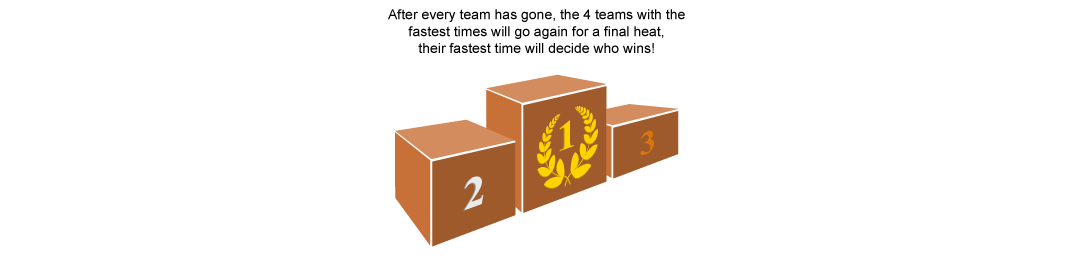 After every team has gone, the 4 teams with the
fastest times will go again for a final heat,
their fastest time will decide who wins!
1
2
3